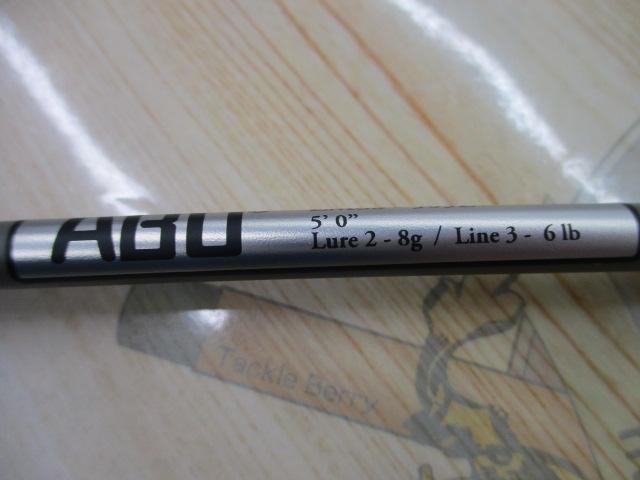 ABU
5' 0”
Lure 2 - 8g / Line 3 - 6 lb
Tackle Berry